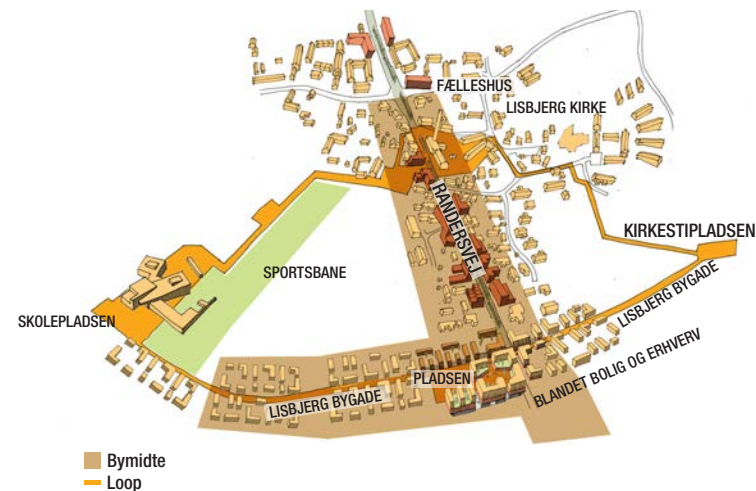 FÆLLESHUS
LISBJERG KIRKE
RANDERSVEJ
KIRKESTIPLADSEN
SPORTSBANE
LISBJERG BYGADE
SKOLEPLADSEN
PLADSEN
BLANDET BOLIG OG ERHVERV
LISBJERG BYGADE
Bymidte
Loop